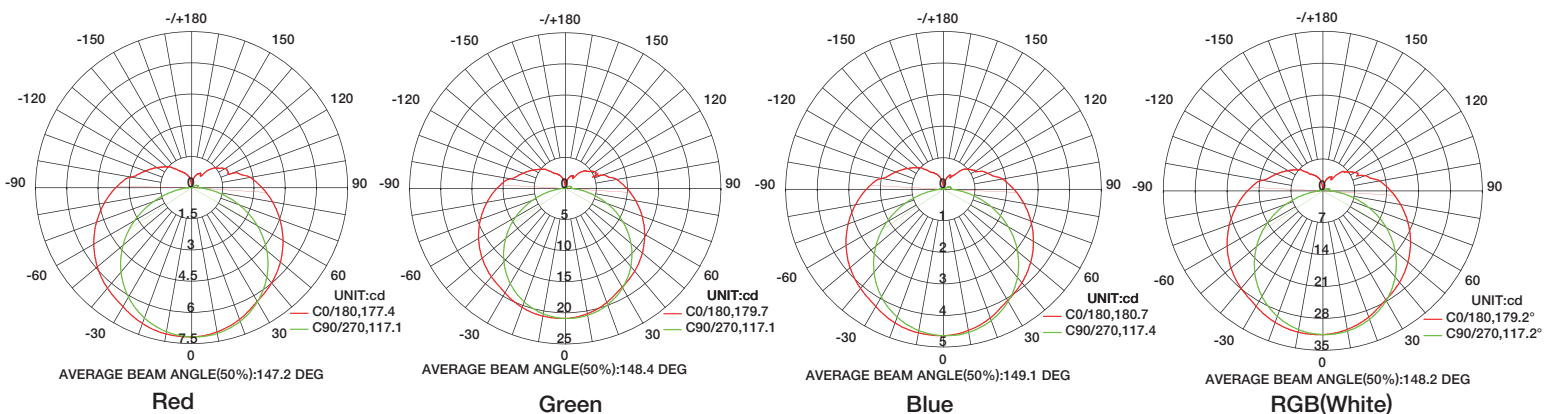 -/+180
-150 150
-120 120
-90 90
-60 60
-30 30
0
1.5
3
4.5
6
7.5
UNIT:cd
C0/180,177.4
C90/270,117.1
AVERAGE BEAM ANGLE(50%):147.2 DEG
Red
-/+180
-150 150
-120 120
-90 90
-60 60
-30 30
0
5
10
15
20
25
UNIT:cd
C0/180,179.7
C90/270,117.1
AVERAGE BEAM ANGLE(50%):148.4 DEG
Green
-/+180
-150 150
-120 120
-90 90
-60 60
-30 30
0
1
2
3
4
5
UNIT:cd
C0/180,180.7
C90/270,117.4
AVERAGE BEAM ANGLE(50%):149.1 DEG
Blue
-/+180
-150 150
-120 120
-90 90
-60 60
-30 30
0
7
14
21
28
35
UNIT:cd
C0/180,179.2°
C90/270,117.2°
AVERAGE BEAM ANGLE(50%):148.2 DEG
RGB(White)